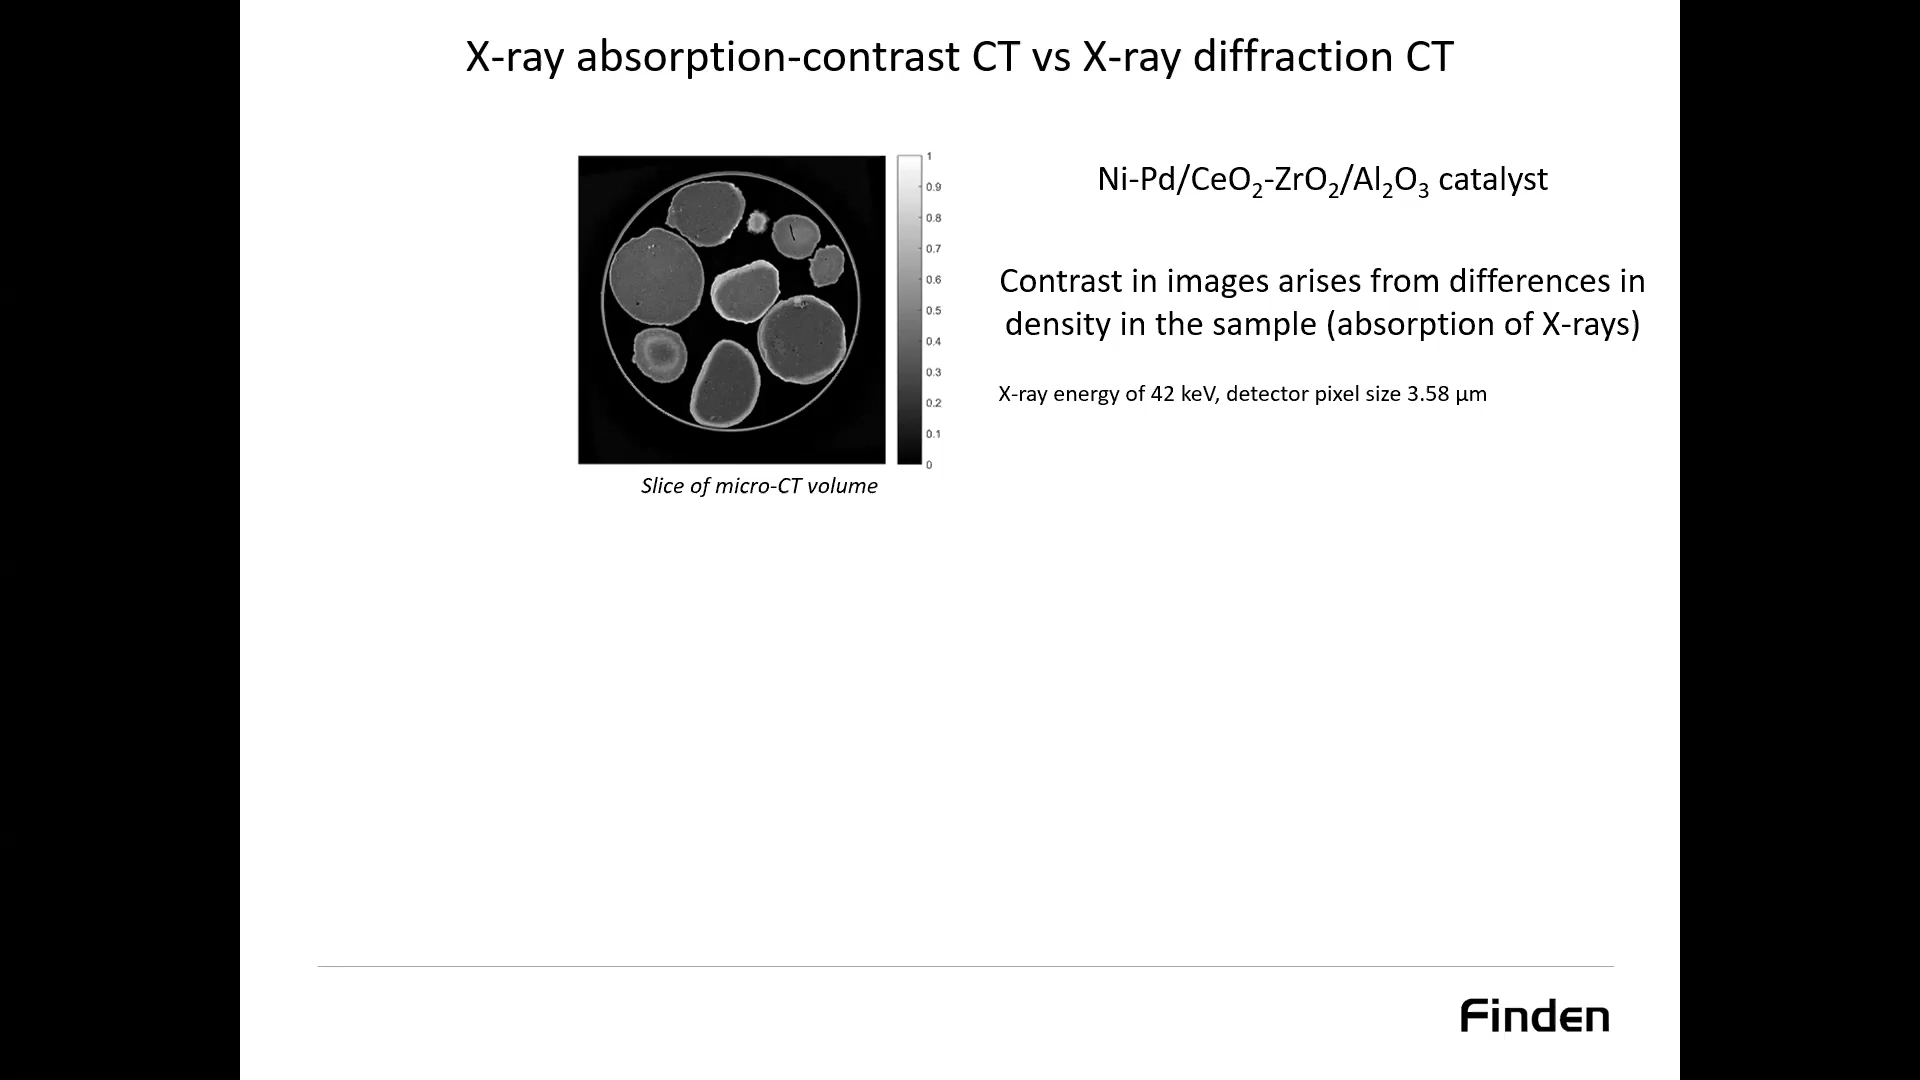 X-ray absorption-contrast CT vs X-ray diffraction CT
1
0.9
0.8
0.7
0.6
0.5
0.4
0.3
0.2
0.1
0
Slice of micro-CT volume
Ni-Pd/CeO₂-ZrO₂/Al₂O₃ catalyst
Contrast in images arises from differences in
density in the sample (absorption of X-rays)
X-ray energy of 42 keV, detector pixel size 3.58 µm
Finden